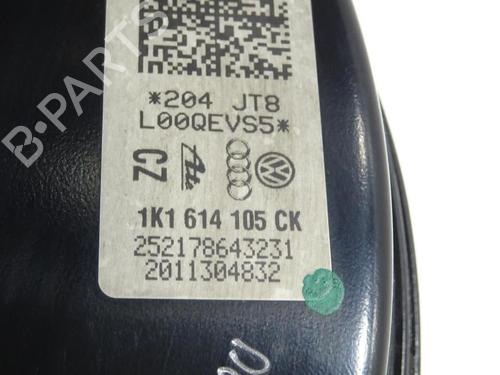 *204 JT8
L00QEVS5*
CZ Ate
1K1 614 105 CK
252178643231
2011304832
B-PARTS